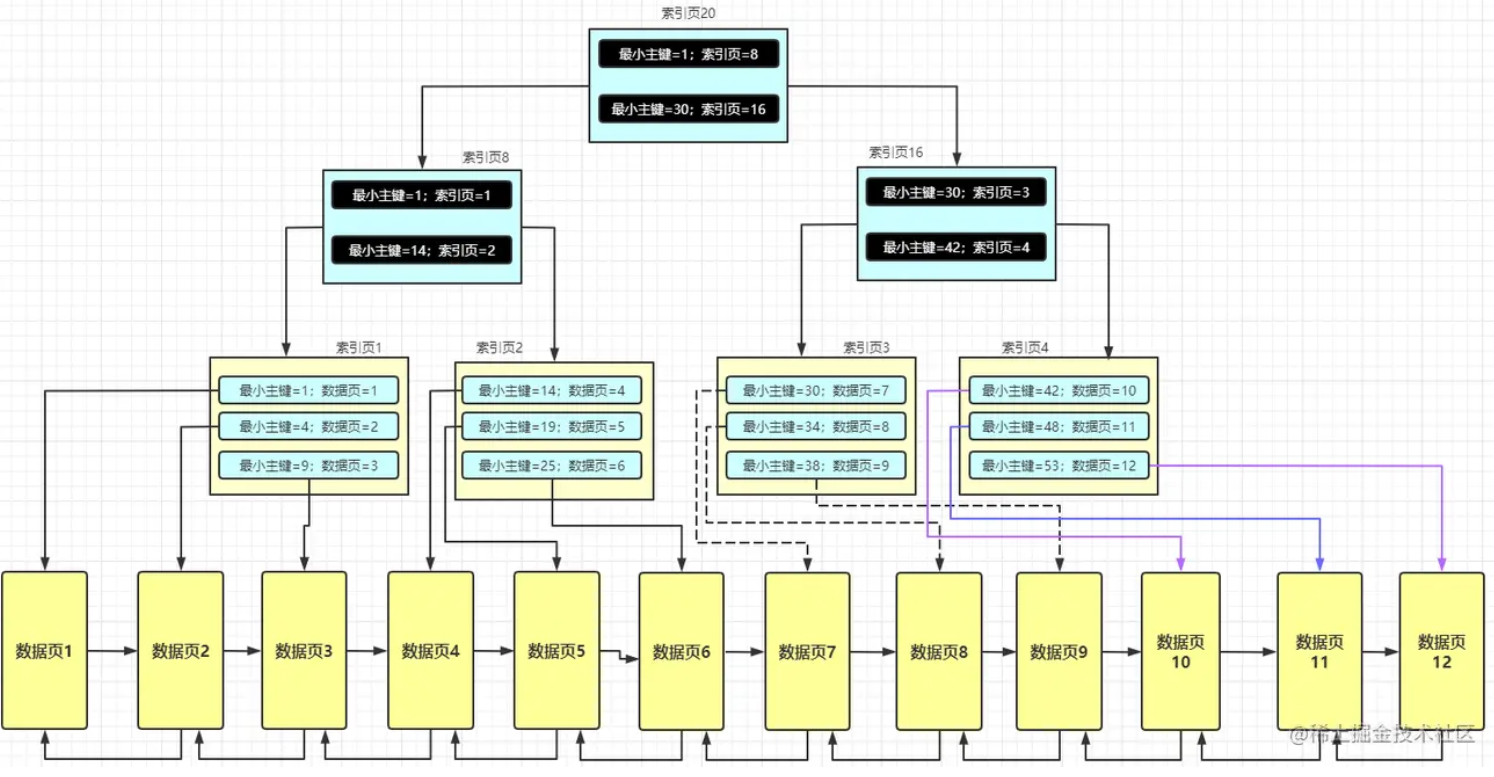 索引页20
最小主键=1；索引页=8
最小主键=30；索引页=16
索引页8
最小主键=1；索引页=1
最小主键=14；索引页=2
索引页16
最小主键=30；索引页=3
最小主键=42；索引页=4
索引页1
最小主键=1；数据页=1
最小主键=4；数据页=2
最小主键=9；数据页=3
索引页2
最小主键=14；数据页=4
最小主键=19；数据页=5
最小主键=25；数据页=6
索引页3
最小主键=30；数据页=7
最小主键=34；数据页=8
最小主键=38；数据页=9
索引页4
最小主键=42；数据页=10
最小主键=48；数据页=11
最小主键=53；数据页=12
数据页1
数据页2
数据页3
数据页4
数据页5
数据页6
数据页7
数据页8
数据页9
数据页
10
数据页
11
数据页
12
@稀土掘金技术社区